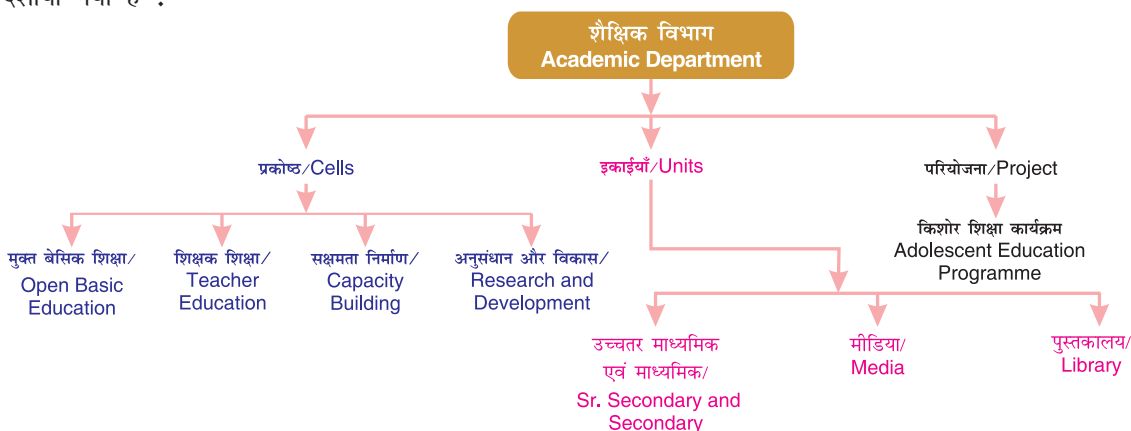 शैक्षिक विभाग
Academic Department
प्रकोष्ठ/Cells
इकाईयाँ/Units
परियोजना/Project
किशोर शिक्षा कार्यक्रम
Adolescent Education
Programme
मुक्त बेसिक शिक्षा/
Open Basic
Education
शिक्षक शिक्षा/
Teacher
Education
सक्षमता निर्माण/
Capacity
Building
अनुसंधान और विकास/
Research and
Development
उच्चतर माध्यमिक
एवं माध्यमिक/
Sr. Secondary and
Secondary
मीडिया/
Media
पुस्तकालय/
Library